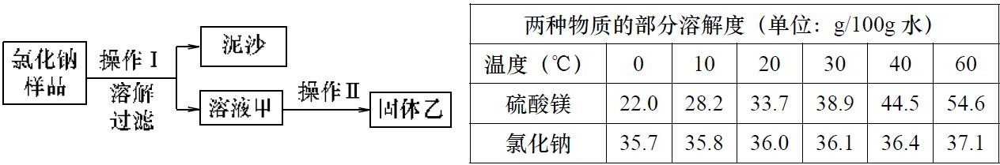 氯化钠
样品
操作Ⅰ
溶解
过滤
泥沙
溶液甲
操作Ⅱ
固体乙
两种物质的部分溶解度（单位：g/100g 水）
温度（℃） 0 10 20 30 40 60
硫酸镁 22.0 28.2 33.7 38.9 44.5 54.6
氯化钠 35.7 35.8 36.0 36.1 36.4 37.1